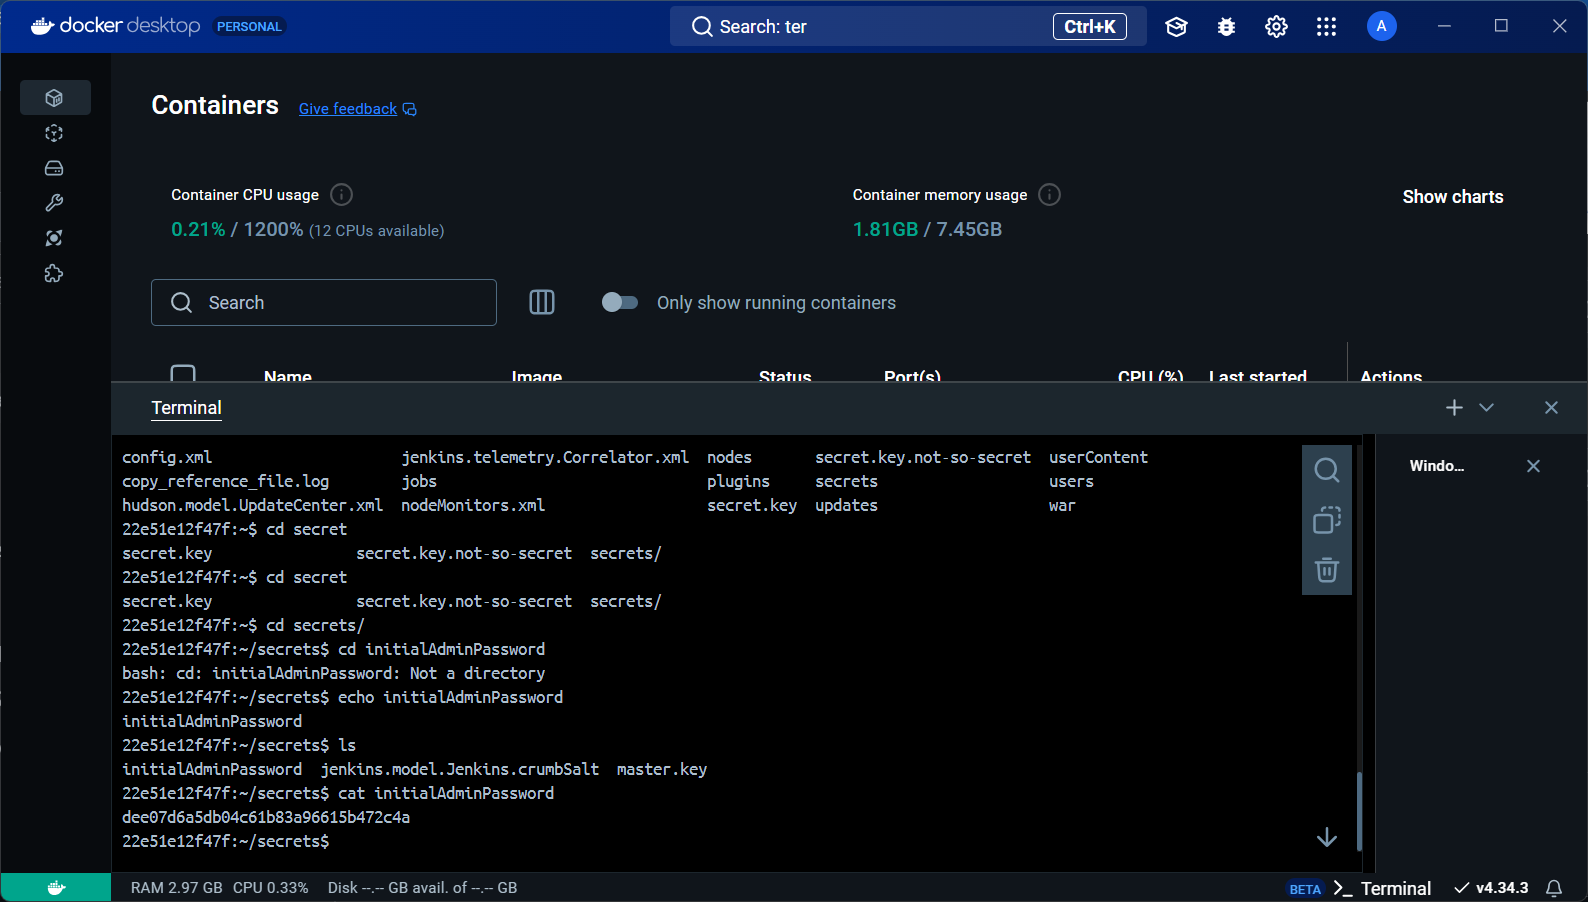 docker desktop PERSONAL Search: ter Ctrl+K A
Containers Give feedback
Container CPU usage Container memory usage Show charts
0.21% / 1200% (12 CPUs available) 1.81GB / 7.45GB
Search Only show running containers
Name Image Status Port(s) CPU (%) Last started Actions
Terminal
config.xml jenkins.telemetry.Correlator.xml nodes secret.key.not-so-secret userContent
copy_reference_file.log jobs plugins secrets users
hudson.model.UpdateCenter.xml nodeMonitors.xml secret.key updates war
22e51e12f47f:~$ cd secret
secret.key secret.key.not-so-secret secrets/
22e51e12f47f:~$ cd secret
secret.key secret.key.not-so-secret secrets/
22e51e12f47f:~$ cd secrets/
22e51e12f47f:~/secrets$ cd initialAdminPassword
bash: cd: initialAdminPassword: Not a directory
22e51e12f47f:~/secrets$ echo initialAdminPassword
initialAdminPassword
22e51e12f47f:~/secrets$ ls
initialAdminPassword jenkins.model.Jenkins.crumbSalt master.key
22e51e12f47f:~/secrets$ cat initialAdminPassword
dee07d6a5db04c61b83a96615b472c4a
22e51e12f47f:~/secrets$
Windo...
RAM 2.97 GB CPU 0.33% Disk --.-- GB avail. of --.-- GB BETA Terminal v4.34.3